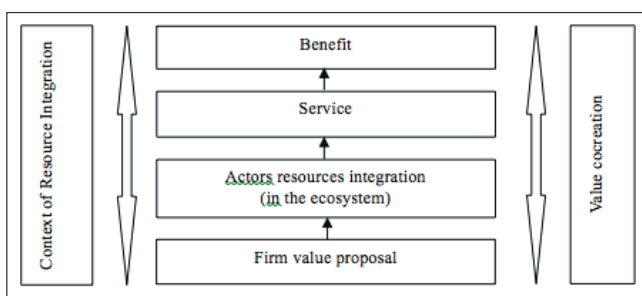 Context of Resource Integration
Benefit
Service
Actors resources integration
(in the ecosystem)
Firm value proposal
Value cocreation